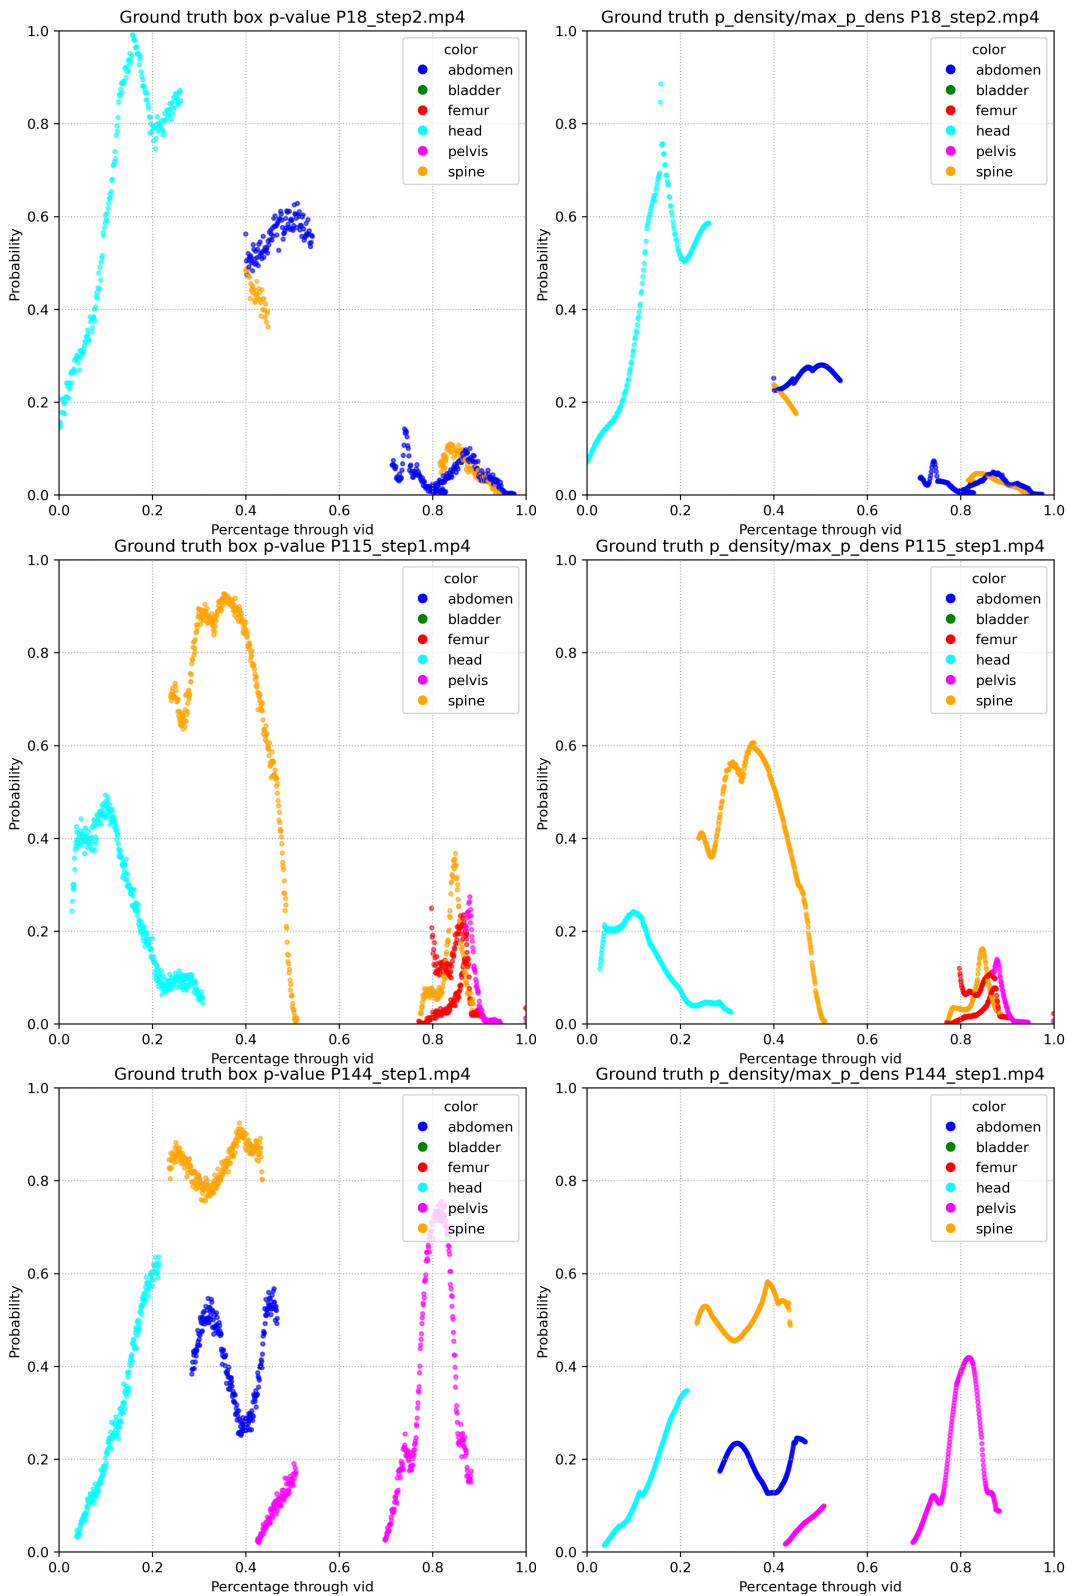 Ground truth box p-value P18_step2.mp4
Probability
1.0
0.8
0.6
0.4
0.2
0.0
color
abdomen
bladder
femur
head
pelvis
spine
0.0 0.2 0.4 0.6 0.8 1.0
Percentage through vid
Ground truth p_density/max_p_dens P18_step2.mp4
Probability
1.0
0.8
0.6
0.4
0.2
0.0
color
abdomen
bladder
femur
head
pelvis
spine
0.0 0.2 0.4 0.6 0.8 1.0
Percentage through vid
Ground truth box p-value P115_step1.mp4
Probability
1.0
0.8
0.6
0.4
0.2
0.0
color
abdomen
bladder
femur
head
pelvis
spine
0.0 0.2 0.4 0.6 0.8 1.0
Percentage through vid
Ground truth p_density/max_p_dens P115_step1.mp4
Probability
1.0
0.8
0.6
0.4
0.2
0.0
color
abdomen
bladder
femur
head
pelvis
spine
0.0 0.2 0.4 0.6 0.8 1.0
Percentage through vid
Ground truth box p-value P144_step1.mp4
Probability
1.0
0.8
0.6
0.4
0.2
0.0
color
abdomen
bladder
femur
head
pelvis
spine
0.0 0.2 0.4 0.6 0.8 1.0
Percentage through vid
Ground truth p_density/max_p_dens P144_step1.mp4
Probability
1.0
0.8
0.6
0.4
0.2
0.0
color
abdomen
bladder
femur
head
pelvis
spine
0.0 0.2 0.4 0.6 0.8 1.0
Percentage through vid